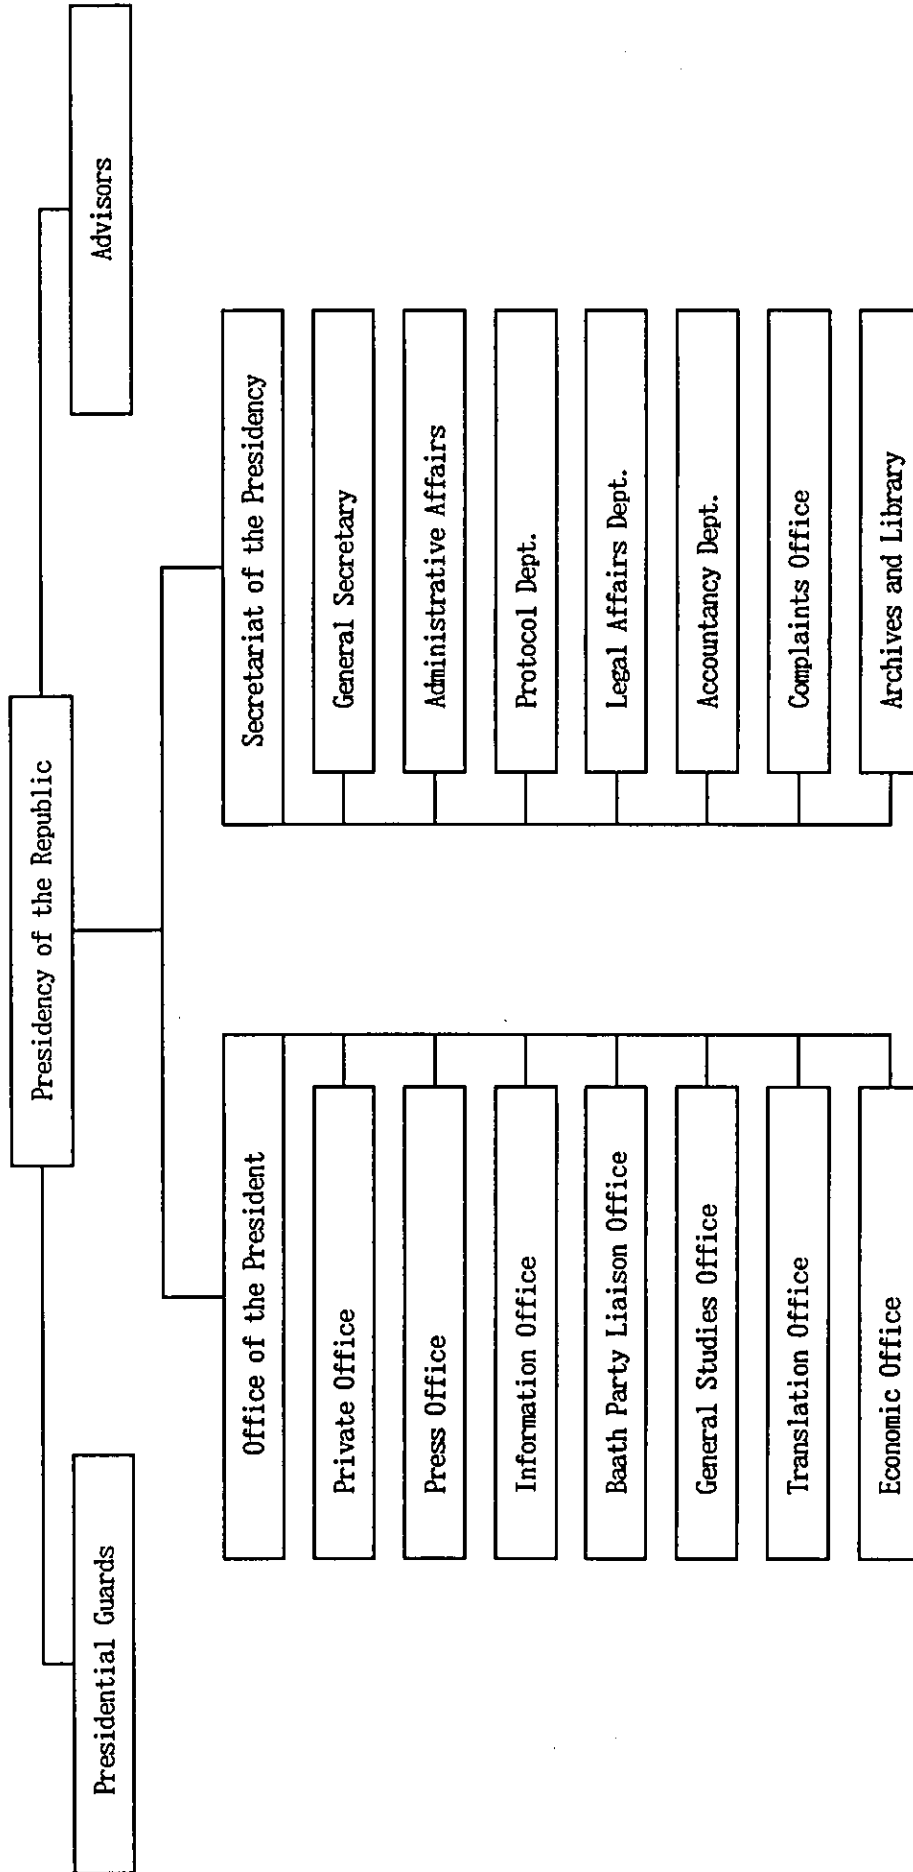 Presidency of the Republic
Presidential Guards
Advisors
Office of the President
Private Office
Press Office
Information Office
Baath Party Liaison Office
General Studies Office
Translation Office
Economic Office
Secretariat of the Presidency
General Secretary
Administrative Affairs
Protocol Dept.
Legal Affairs Dept.
Accountancy Dept.
Complaints Office
Archives and Library